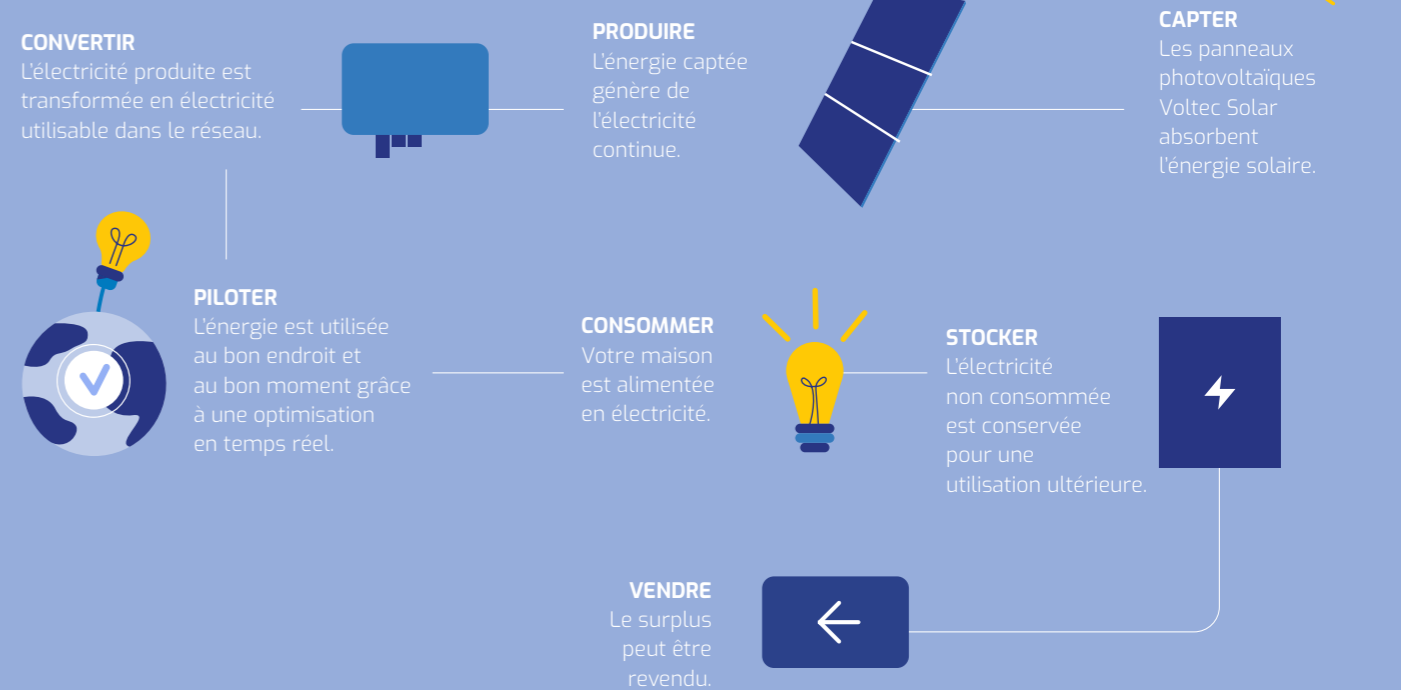 CONVERTIR
L'électricité produite est
transformée en électricité
utilisable dans le réseau.
PRODUIRE
L'énergie captée
génère de
l'électricité
continue.
CAPTER
Les panneaux
photovoltaïques
Voltec Solar
absorbent
l'énergie solaire.
PILOTER
L'énergie est utilisée
au bon endroit et
au bon moment grâce
à une optimisation
en temps réel.
CONSOMMER
Votre maison
est alimentée
en électricité.
STOCKER
L'électricité
non consommée
est conservée
pour une
utilisation ultérieure.
VENDRE
Le surplus
peut être
revendu.